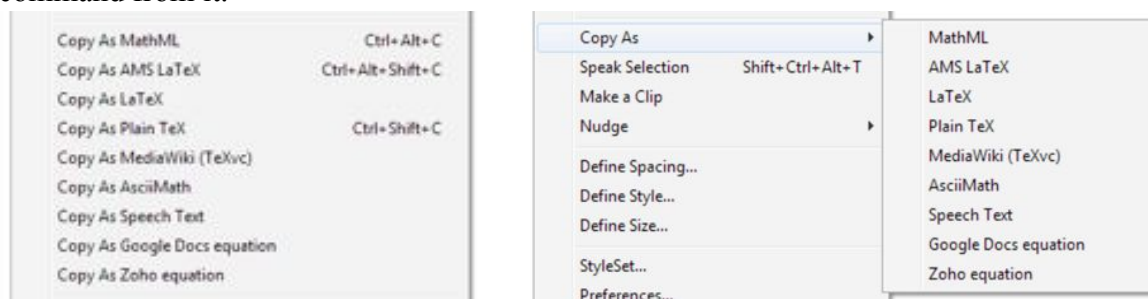 command from it.
Copy As MathML Ctrl+Alt+C
Copy As AMS LaTeX Ctrl+Alt+Shift+C
Copy As LaTeX
Copy As Plain TeX Ctrl+Shift+C
Copy As MediaWiki (TeXvc)
Copy As AsciiMath
Copy As Speech Text
Copy As Google Docs equation
Copy As Zoho equation
Copy As
Speak Selection Shift+Ctrl+Alt+T
Make a Clip
Nudge
Define Spacing...
Define Style...
Define Size...
StyleSet...
Preferences...
MathML
AMS LaTeX
LaTeX
Plain TeX
MediaWiki (TeXvc)
AsciiMath
Speech Text
Google Docs equation
Zoho equation